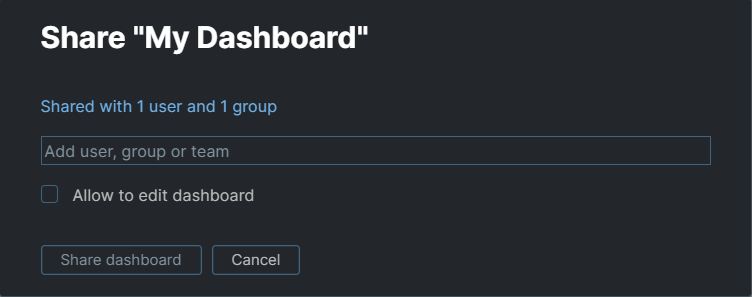 Share "My Dashboard"
Shared with 1 user and 1 group
Add user, group or team
Allow to edit dashboard
Share dashboard
Cancel